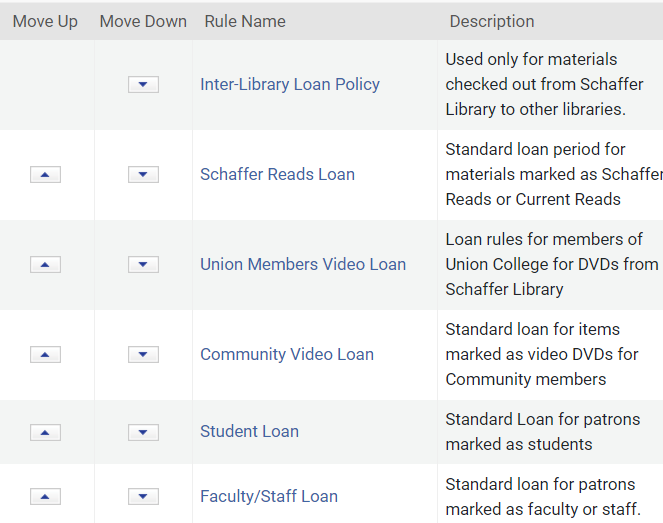 Move Up Move Down Rule Name Description
Inter-Library Loan Policy
Used only for materials
checked out from Schaffer
Library to other libraries.
Schaffer Reads Loan
Standard loan period for
materials marked as Schaffer
Reads or Current Reads
Union Members Video Loan
Loan rules for members of
Union College for DVDs from
Schaffer Library
Community Video Loan
Standard loan for items
marked as video DVDs for
Community members
Student Loan
Standard Loan for patrons
marked as students
Faculty/Staff Loan
Standard loan for patrons
marked as faculty or staff.